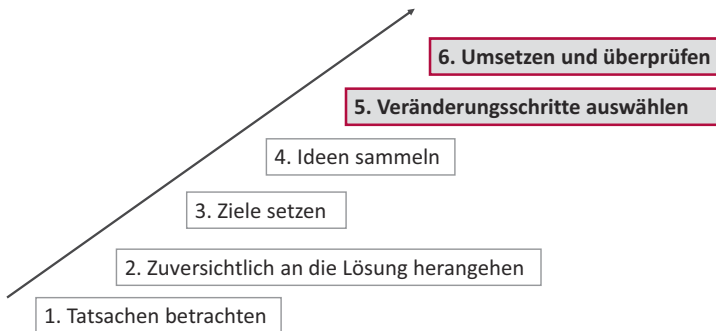 6. Umsetzen und überprüfen
5. Veränderungsschritte auswählen
4. Ideen sammeln
3. Ziele setzen
2. Zuversichtlich an die Lösung herangehen
1. Tatsachen betrachten